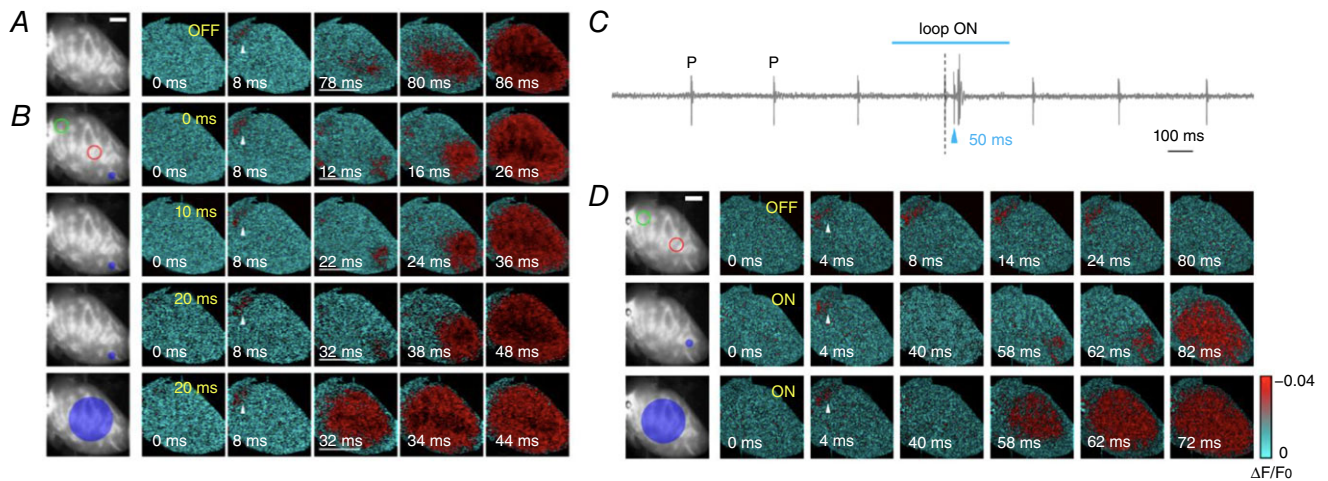 A
OFF
0 ms
8 ms
78 ms
80 ms
86 ms
B
0 ms
0 ms
8 ms
12 ms
16 ms
26 ms
10 ms
0 ms
8 ms
22 ms
24 ms
36 ms
20 ms
0 ms
8 ms
32 ms
38 ms
48 ms
20 ms
0 ms
8 ms
32 ms
34 ms
44 ms
C
loop ON
P
P
50 ms
100 ms
D
OFF
0 ms
4 ms
8 ms
14 ms
24 ms
80 ms
ON
0 ms
4 ms
40 ms
58 ms
62 ms
82 ms
ON
0 ms
4 ms
40 ms
58 ms
62 ms
72 ms
−0.04
0
ΔF/F0